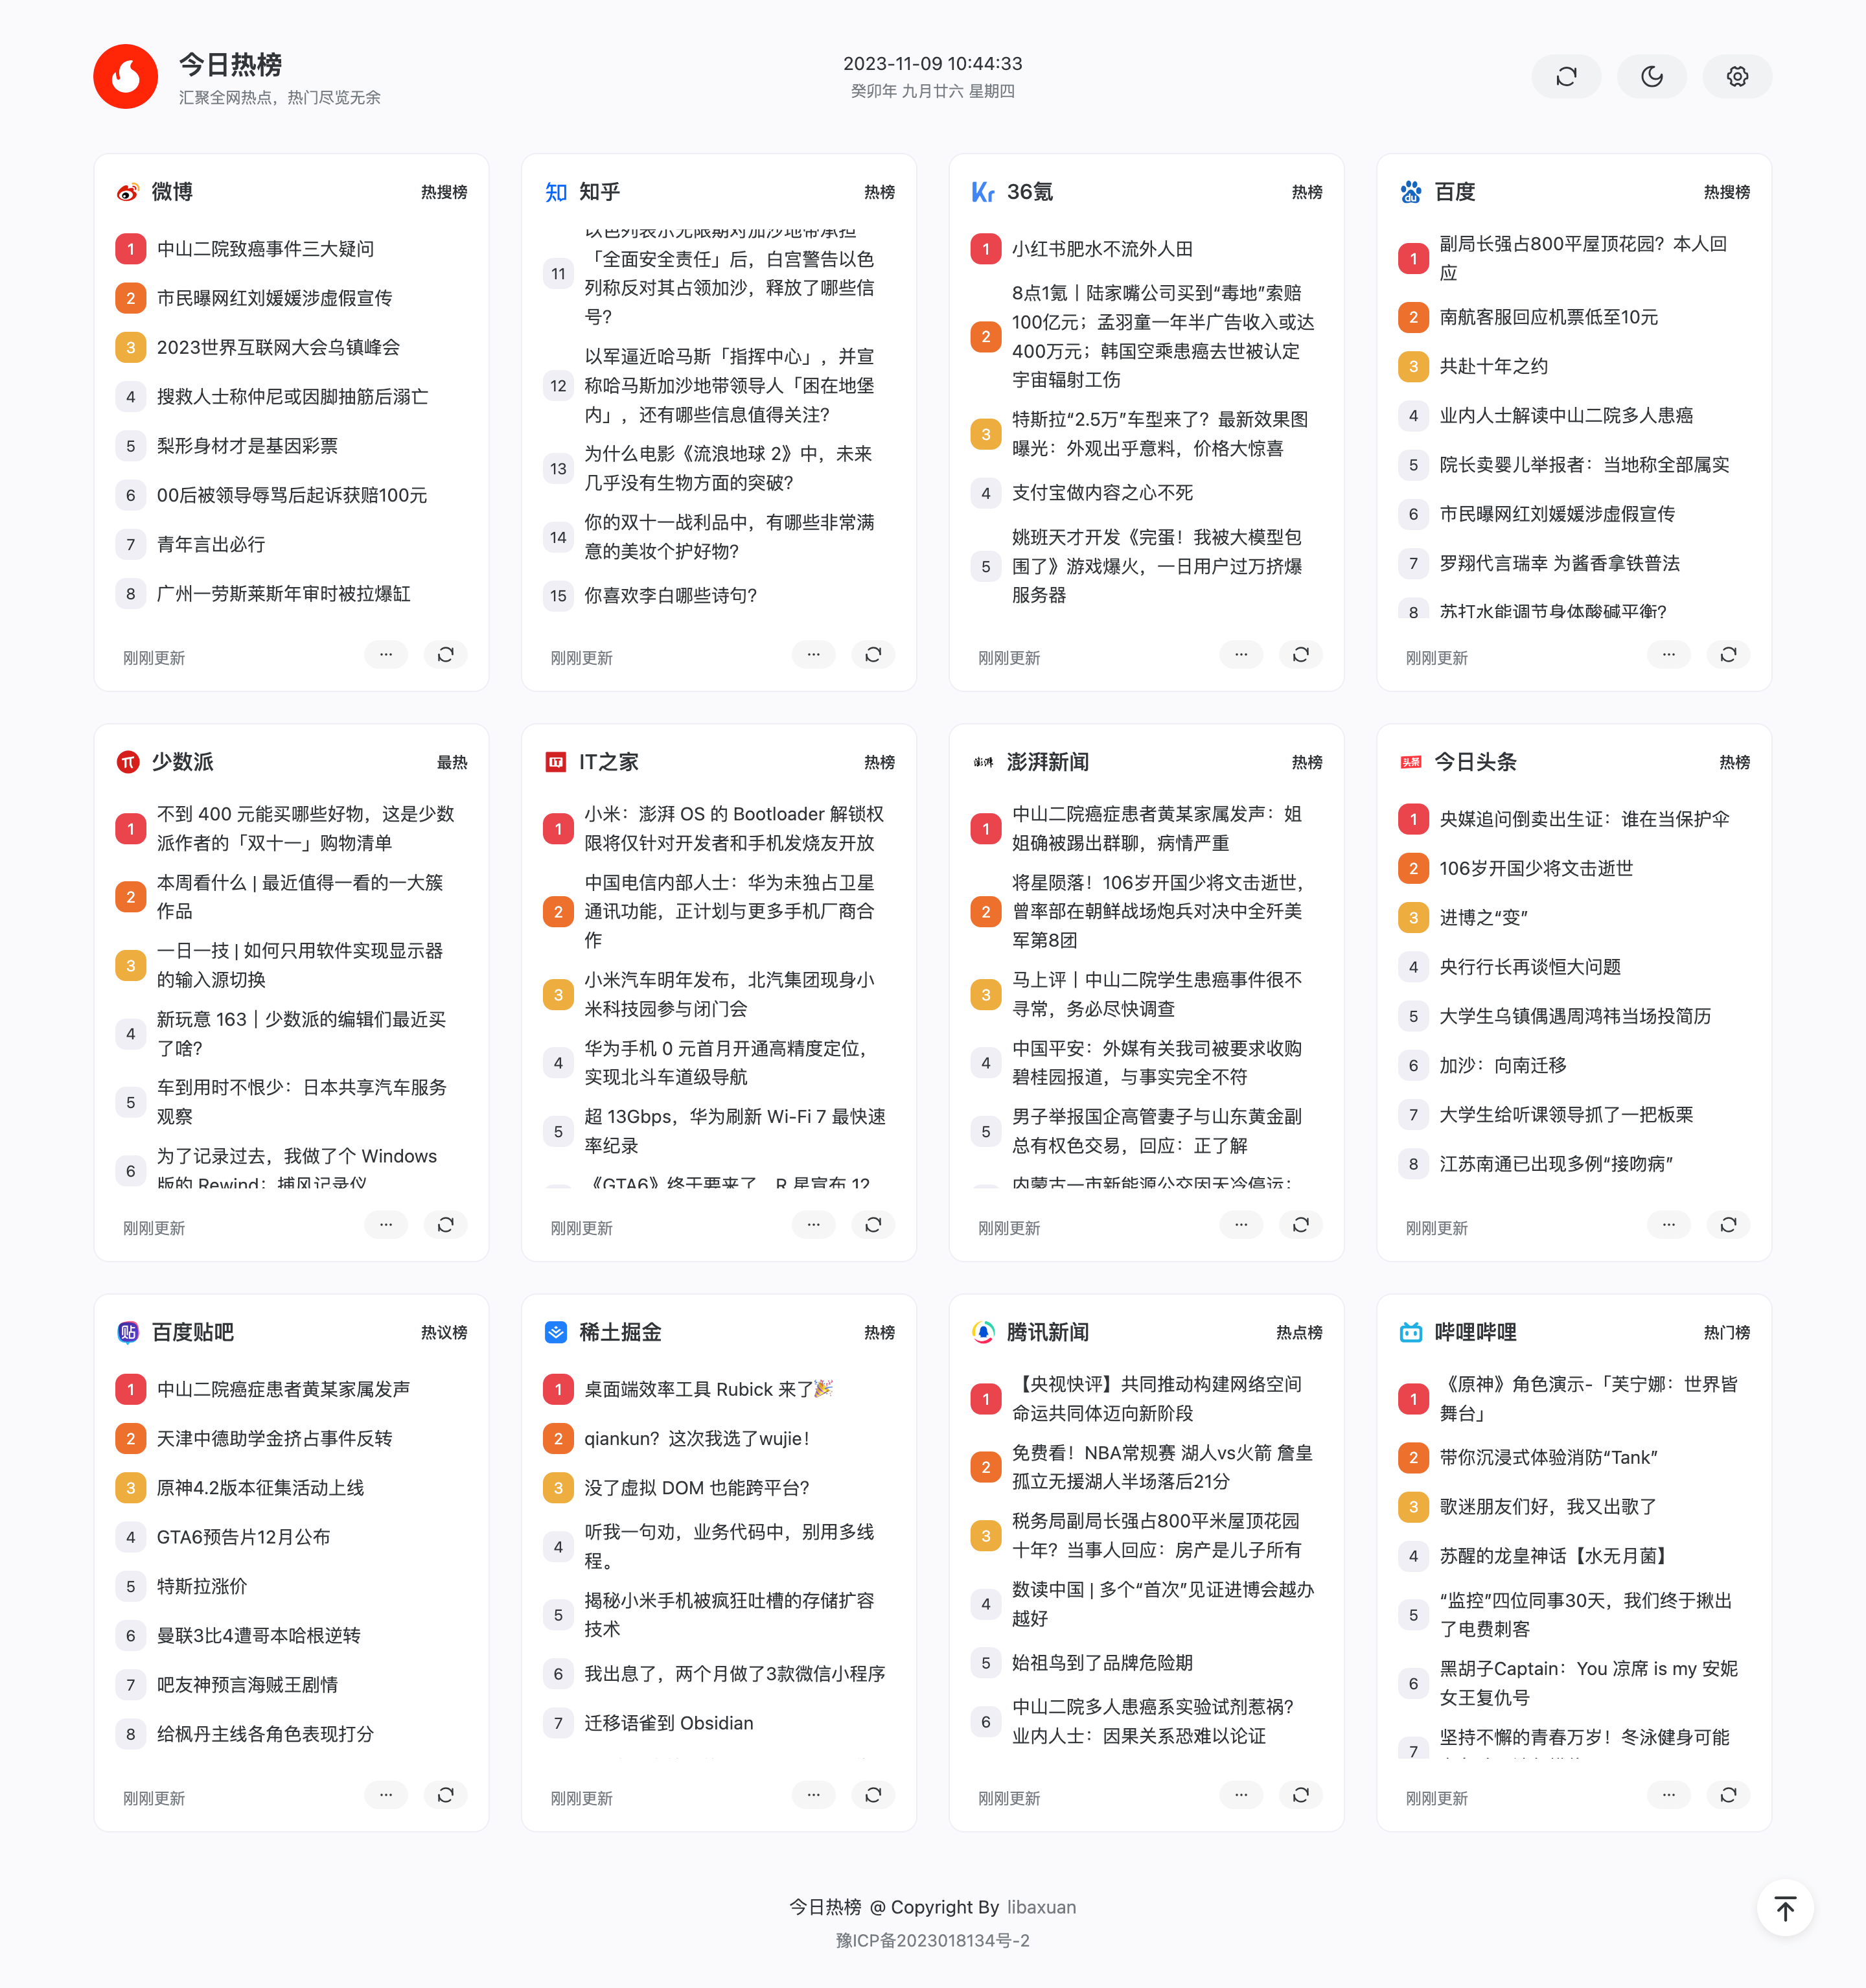 今日热榜
汇聚全网热点，热门尽览无余
2023-11-09 10:44:33
癸卯年 九月廿六 星期四
微博
热搜榜
1 中山二院致癌事件三大疑问
2 市民曝网红刘媛媛涉虚假宣传
3 2023世界互联网大会乌镇峰会
4 搜救人士称仲尼或因脚抽筋后溺亡
5 梨形身材才是基因彩票
6 00后被领导辱骂后起诉获赔100元
7 青年言出必行
8 广州一劳斯莱斯年审时被拉爆缸
刚刚更新
知乎
热榜
11 以色列表示无限期对加沙地带承担
「全面安全责任」后，白宫警告以色
列称反对其占领加沙，释放了哪些信
号？
12 以军逼近哈马斯「指挥中心」，并宣
称哈马斯加沙地带领导人「困在地堡
内」，还有哪些信息值得关注？
13 为什么电影《流浪地球 2》中，未来
几乎没有生物方面的突破？
14 你的双十一战利品中，有哪些非常满
意的美妆个护好物？
15 你喜欢李白哪些诗句？
刚刚更新
36氪
热榜
1 小红书肥水不流外人田
2 8点1氪丨陆家嘴公司买到“毒地”索赔
100亿元；孟羽童一年半广告收入或达
400万元；韩国空乘患癌去世被认定
宇宙辐射工伤
3 特斯拉“2.5万”车型来了？最新效果图
曝光：外观出乎意料，价格大惊喜
4 支付宝做内容之心不死
5 姚班天才开发《完蛋！我被大模型包
围了》游戏爆火，一日用户过万挤爆
服务器
刚刚更新
百度
热搜榜
1 副局长强占800平屋顶花园？本人回
应
2 南航客服回应机票低至10元
3 共赴十年之约
4 业内人士解读中山二院多人患癌
5 院长卖婴儿举报者：当地称全部属实
6 市民曝网红刘媛媛涉虚假宣传
7 罗翔代言瑞幸 为酱香拿铁普法
8 苏打水能调节身体酸碱平衡?
刚刚更新
少数派
最热
1 不到 400 元能买哪些好物，这是少数
派作者的「双十一」购物清单
2 本周看什么 | 最近值得一看的一大簇
作品
3 一日一技 | 如何只用软件实现显示器
的输入源切换
4 新玩意 163｜少数派的编辑们最近买
了啥？
5 车到用时不恨少：日本共享汽车服务
观察
6 为了记录过去，我做了个 Windows
版的 Rewind：捕风记录仪
刚刚更新
IT之家
热榜
1 小米：澎湃 OS 的 Bootloader 解锁权
限将仅针对开发者和手机发烧友开放
2 中国电信内部人士：华为未独占卫星
通讯功能，正计划与更多手机厂商合
作
3 小米汽车明年发布，北汽集团现身小
米科技园参与闭门会
4 华为手机 0 元首月开通高精度定位，
实现北斗车道级导航
5 超 13Gbps，华为刷新 Wi-Fi 7 最快速
率纪录
《GTA6》终于要来了，R 星宣布 12
刚刚更新
澎湃新闻
热榜
1 中山二院癌症患者黄某家属发声：姐
姐确被踢出群聊，病情严重
2 将星陨落！106岁开国少将文击逝世，
曾率部在朝鲜战场炮兵对决中全歼美
军第8团
3 马上评丨中山二院学生患癌事件很不
寻常，务必尽快调查
4 中国平安：外媒有关我司被要求收购
碧桂园报道，与事实完全不符
5 男子举报国企高管妻子与山东黄金副
总有权色交易，回应：正了解
内蒙古一市新能源公交因天冷停运：
刚刚更新
头条
今日头条
热榜
1 央媒追问倒卖出生证：谁在当保护伞
2 106岁开国少将文击逝世
3 进博之“变”
4 央行行长再谈恒大问题
5 大学生乌镇偶遇周鸿祎当场投简历
6 加沙：向南迁移
7 大学生给听课领导抓了一把板栗
8 江苏南通已出现多例“接吻病”
刚刚更新
百度贴吧
热议榜
1 中山二院癌症患者黄某家属发声
2 天津中德助学金挤占事件反转
3 原神4.2版本征集活动上线
4 GTA6预告片12月公布
5 特斯拉涨价
6 曼联3比4遭哥本哈根逆转
7 吧友神预言海贼王剧情
8 给枫丹主线各角色表现打分
刚刚更新
稀土掘金
热榜
1 桌面端效率工具 Rubick 来了🎉
2 qiankun？这次我选了wujie！
3 没了虚拟 DOM 也能跨平台？
4 听我一句劝，业务代码中，别用多线
程。
5 揭秘小米手机被疯狂吐槽的存储扩容
技术
6 我出息了，两个月做了3款微信小程序
7 迁移语雀到 Obsidian
刚刚更新
腾讯新闻
热点榜
1 【央视快评】共同推动构建网络空间
命运共同体迈向新阶段
2 免费看！NBA常规赛 湖人vs火箭 詹皇
孤立无援湖人半场落后21分
3 税务局副局长强占800平米屋顶花园
十年？当事人回应：房产是儿子所有
4 数读中国 | 多个“首次”见证进博会越办
越好
5 始祖鸟到了品牌危险期
6 中山二院多人患癌系实验试剂惹祸？
业内人士：因果关系恐难以论证
刚刚更新
哔哩哔哩
热门榜
1 《原神》角色演示-「芙宁娜：世界皆
舞台」
2 带你沉浸式体验消防“Tank”
3 歌迷朋友们好，我又出歌了
4 苏醒的龙皇神话【水无月菌】
5 “监控”四位同事30天，我们终于揪出
了电费刺客
6 黑胡子Captain：You 凉席 is my 安妮
女王复仇号
7 坚持不懈的青春万岁！冬泳健身可能
刚刚更新
今日热榜 @ Copyright By libaxuan
豫ICP备2023018134号-2